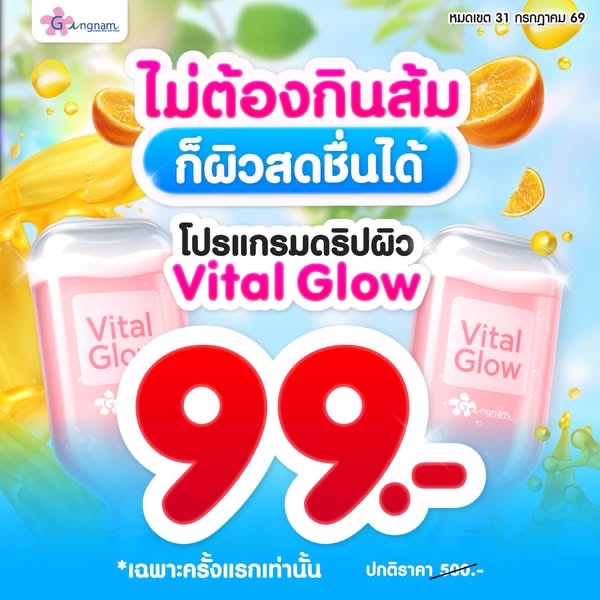 Gangnam
หมดเขต 31 กรกฎาคม 69
ไม่ต้องกินส้ม
ก็ผิวสดชื่นได้
โปรแกรมดริปผิว
Vital Glow
Vital
Glow
Vital
Glow
Gangnam
99.-
*เฉพาะครั้งแรกเท่านั้น
ปกติราคา 500.-